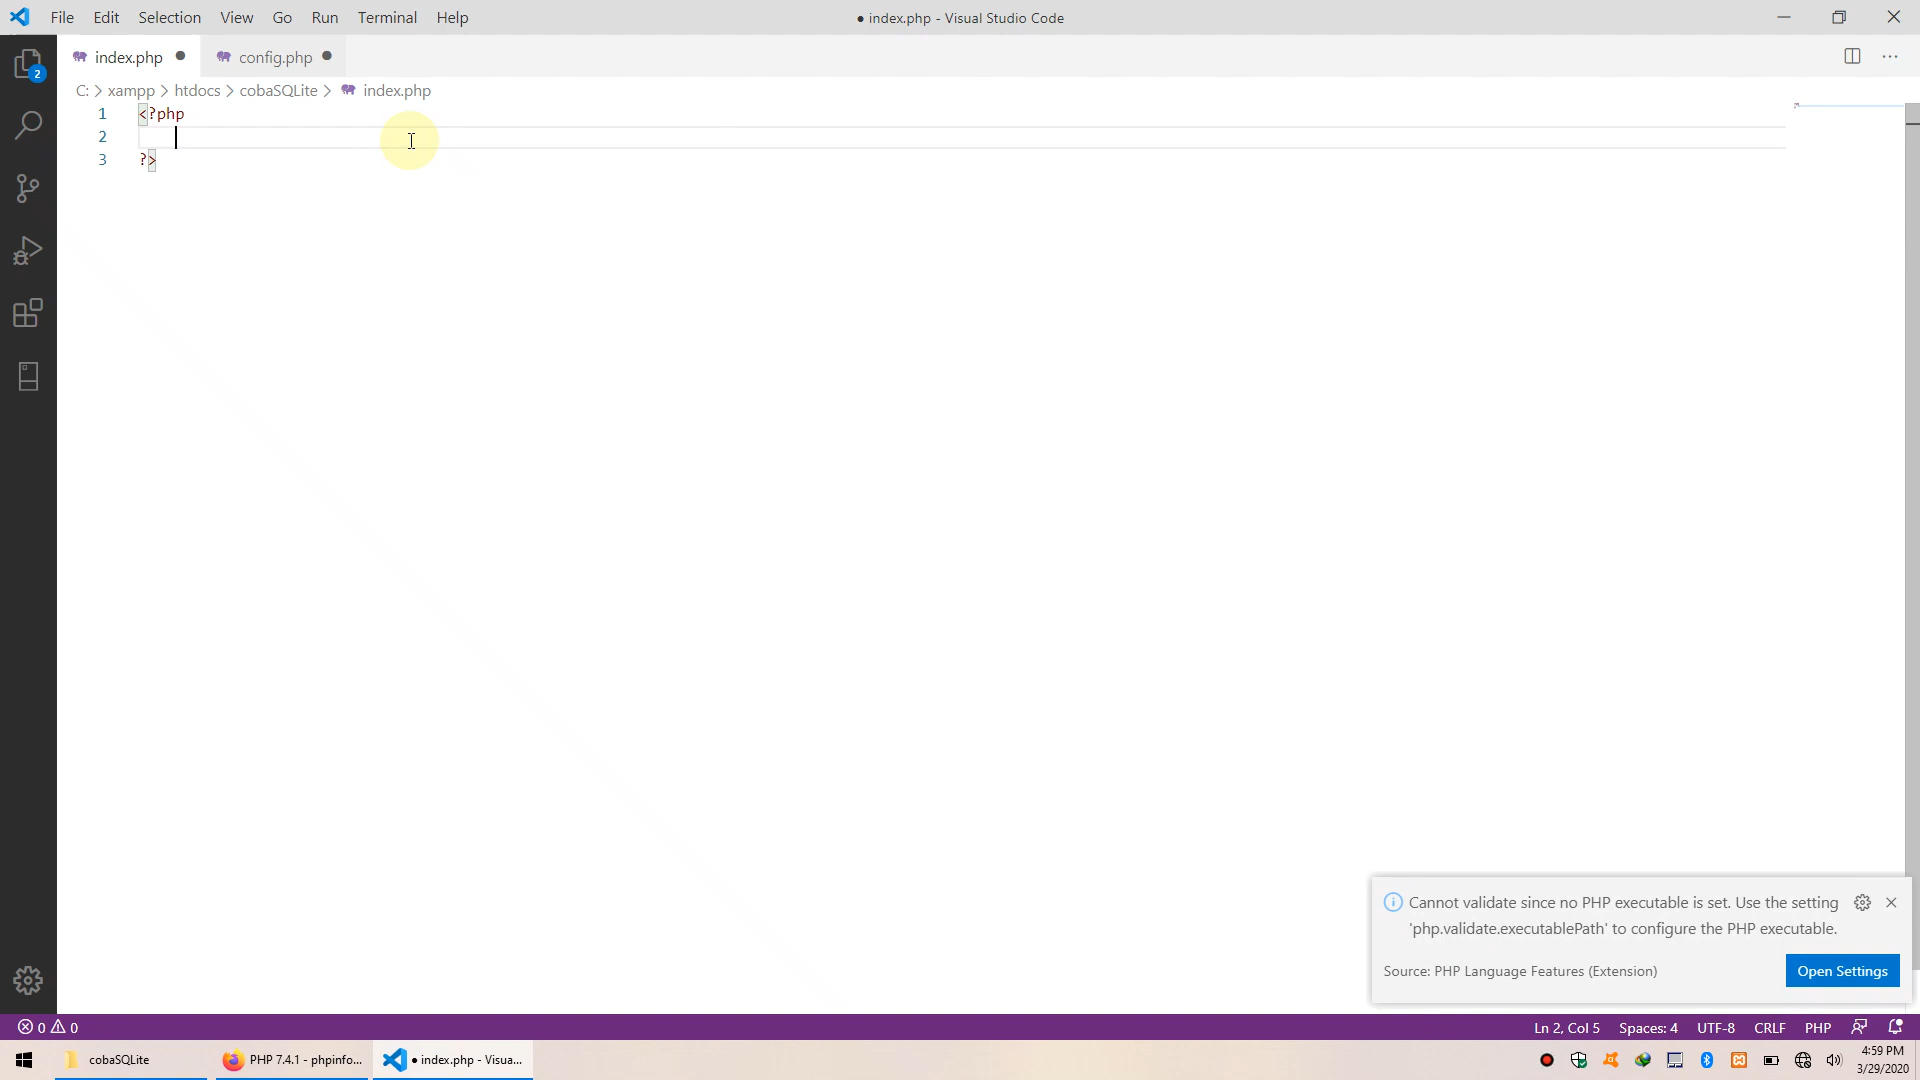 File Edit Selection View Go Run Terminal Help
● index.php - Visual Studio Code
2
index.php ●
config.php ●
C: > xampp > htdocs > cobaSQLite > index.php
1 <?php
2
3 ?>
Cannot validate since no PHP executable is set. Use the setting
'php.validate.executablePath' to configure the PHP executable.
Source: PHP Language Features (Extension)
Open Settings
0 0
Ln 2, Col 5 Spaces: 4 UTF-8 CRLF PHP
cobaSQLite
PHP 7.4.1 - phpinfo...
● index.php - Visua...
4:59 PM
3/29/2020